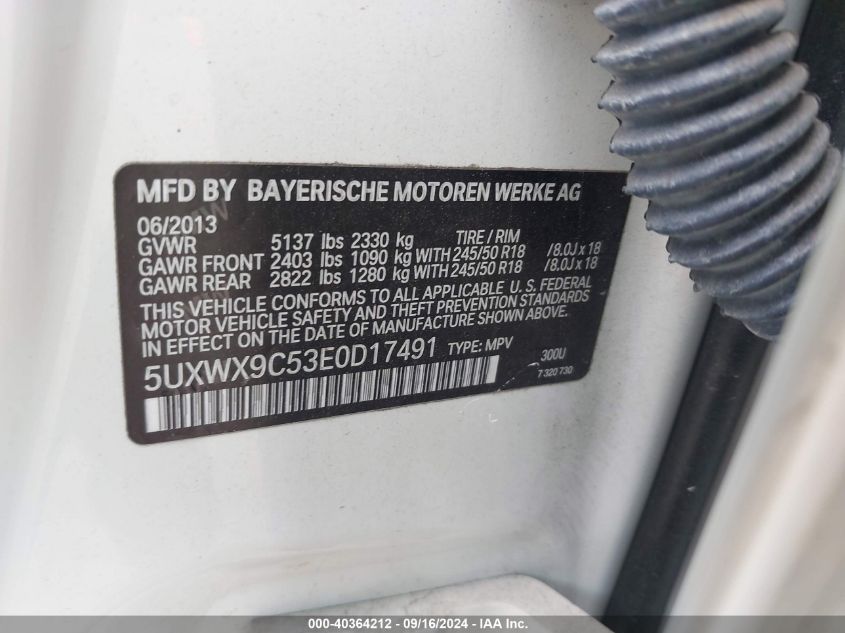 MFD BY BAYERISCHE MOTOREN WERKE AG
06/2013
GVWR 5137 lbs 2330 kg TIRE / RIM
GAWR FRONT 2403 lbs 1090 kg WITH 245/50 R18 /8.0J x 18
GAWR REAR 2822 lbs 1280 kg WITH 245/50 R18 /8.0J x 18
THIS VEHICLE CONFORMS TO ALL APPLICABLE U. S. FEDERAL
MOTOR VEHICLE SAFETY AND THEFT PREVENTION STANDARDS
IN EFFECT ON THE DATE OF MANUFACTURE SHOWN ABOVE.
5UXWX9C53E0D17491 TYPE: MPV 300U
7 320 730
000-40364212 - 09/16/2024 - IAA Inc.